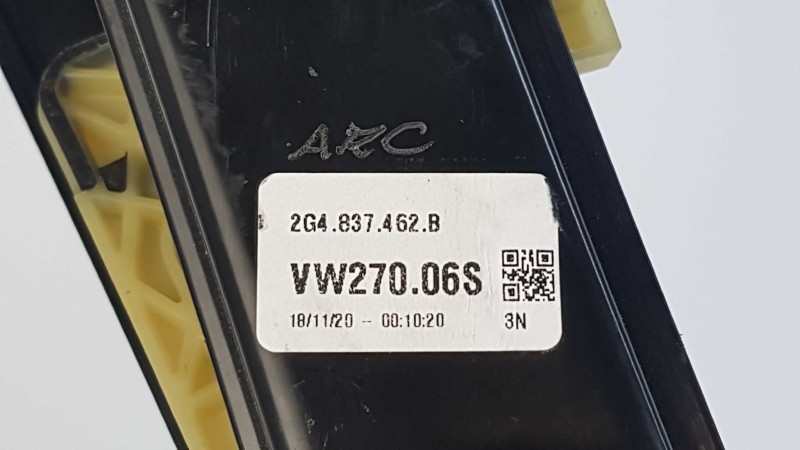 ARC
2G4.837.462.B
VW270.06S
18/11/20 -- 00:10:20
3N